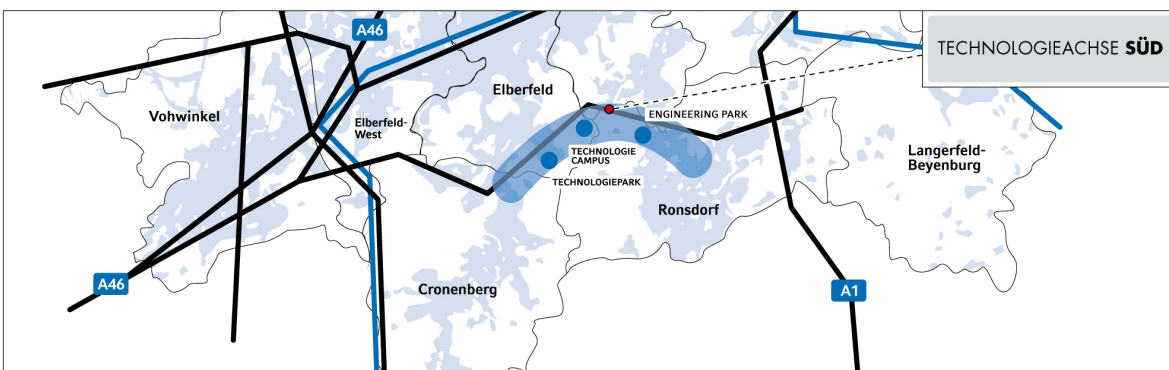 A46
TECHNOLOGIEACHSE SÜD
Elberfeld
Vohwinkel
ENGINEERING PARK
Elberfeld-
West
TECHNOLOGIE
CAMPUS
Langerfeld-
Beyenburg
TECHNOLOGIEPARK
Ronsdorf
A46
Cronenberg
A1